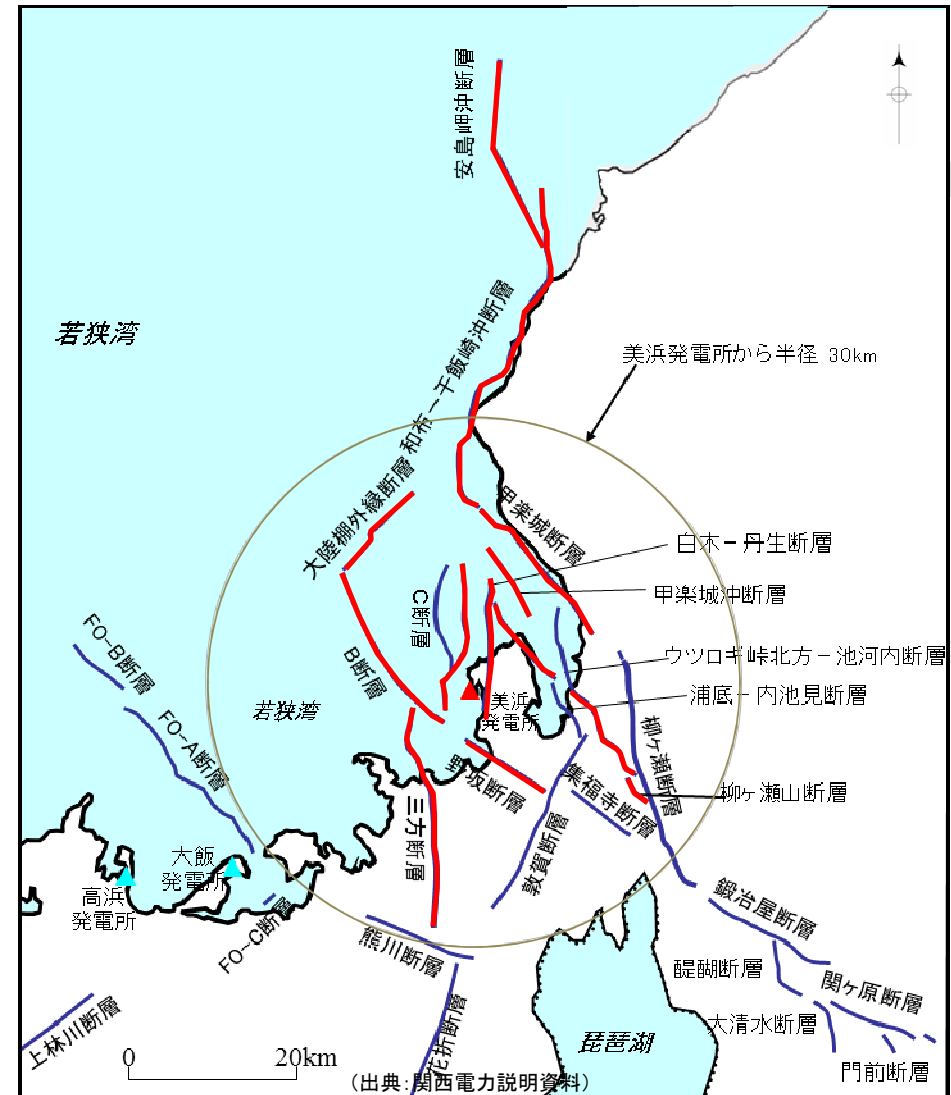 安島岬沖断層
若狭湾
和布－干飯崎沖断層
美浜発電所から半径 30km
大陸棚外縁断層
甲楽城断層
白木－丹生断層
甲楽城沖断層
C断層
FO-B断層
B断層
ウツロギ峠北方－池河内断層
浦底－内池見断層
若狭湾
美浜
発電所
FO-A断層
柳ヶ瀬断層
野坂断層
集福寺断層
柳ヶ瀬山断層
三方断層
敦賀断層
大飯
発電所
高浜
発電所
FO-C断層
熊川断層
鍛冶屋断層
醍醐断層
関ヶ原断層
大清水断層
上林川断層
花折断層
琵琶湖
門前断層
0 20km
（出典：関西電力説明資料）